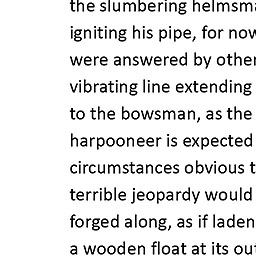 the slumbering helmsma
igniting his pipe, for nov
were answered by other
vibrating line extending
to the bowsman, as the
harpooneer is expected
circumstances obvious t
terrible jeopardy would
forged along, as if laden
a wooden float at its ou